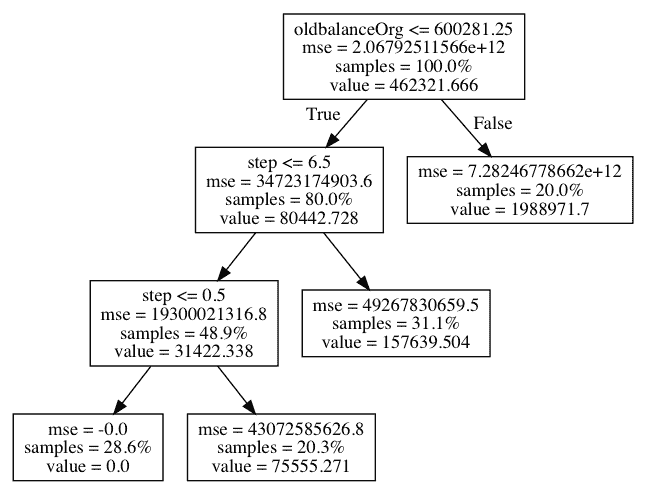 oldbalanceOrg <= 600281.25
mse = 2.06792511566e+12
samples = 100.0%
value = 462321.666
True
False
step <= 6.5
mse = 34723174903.6
samples = 80.0%
value = 80442.728
mse = 7.28246778662e+12
samples = 20.0%
value = 1988971.7
step <= 0.5
mse = 19300021316.8
samples = 48.9%
value = 31422.338
mse = 49267830659.5
samples = 31.1%
value = 157639.504
mse = -0.0
samples = 28.6%
value = 0.0
mse = 43072585626.8
samples = 20.3%
value = 75555.271